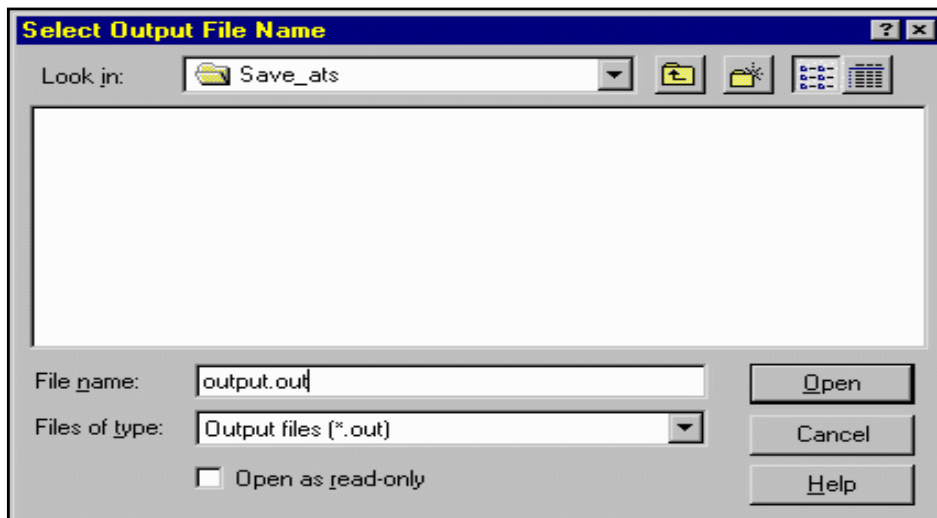 Select Output File Name
Look in: Save_ats
File name: output.out Open
Files of type: Output files (*.out) Cancel
Open as read-only Help